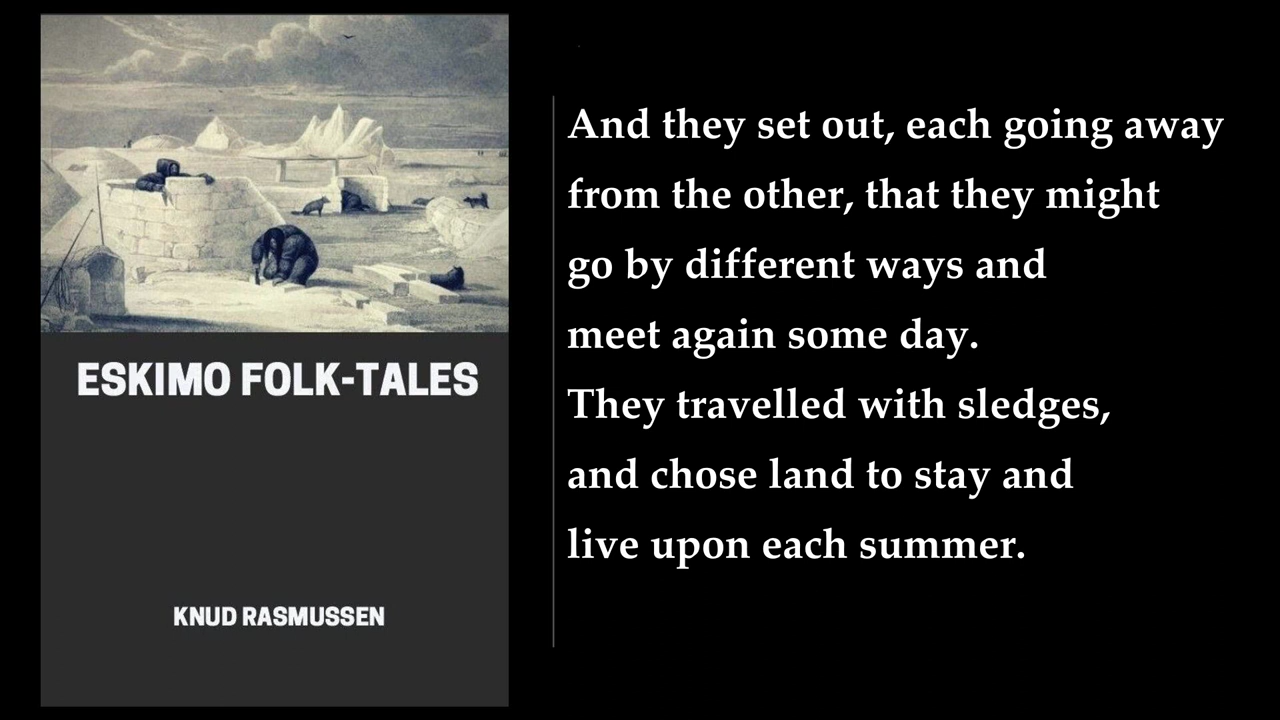 ESKIMO FOLK-TALES
KNUD RASMUSSEN
And they set out, each going away
from the other, that they might
go by different ways and
meet again some day.
They travelled with sledges,
and chose land to stay and
live upon each summer.